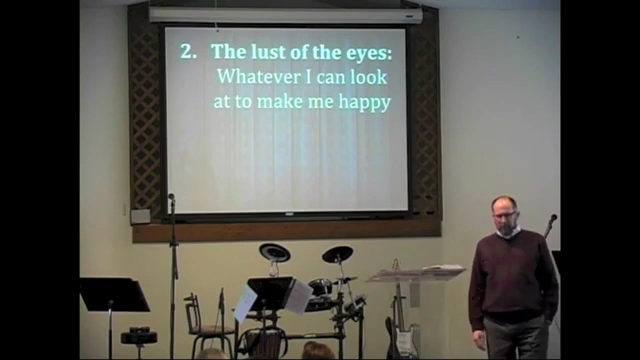 2. The lust of the eyes:
Whatever I can look
at to make me happy